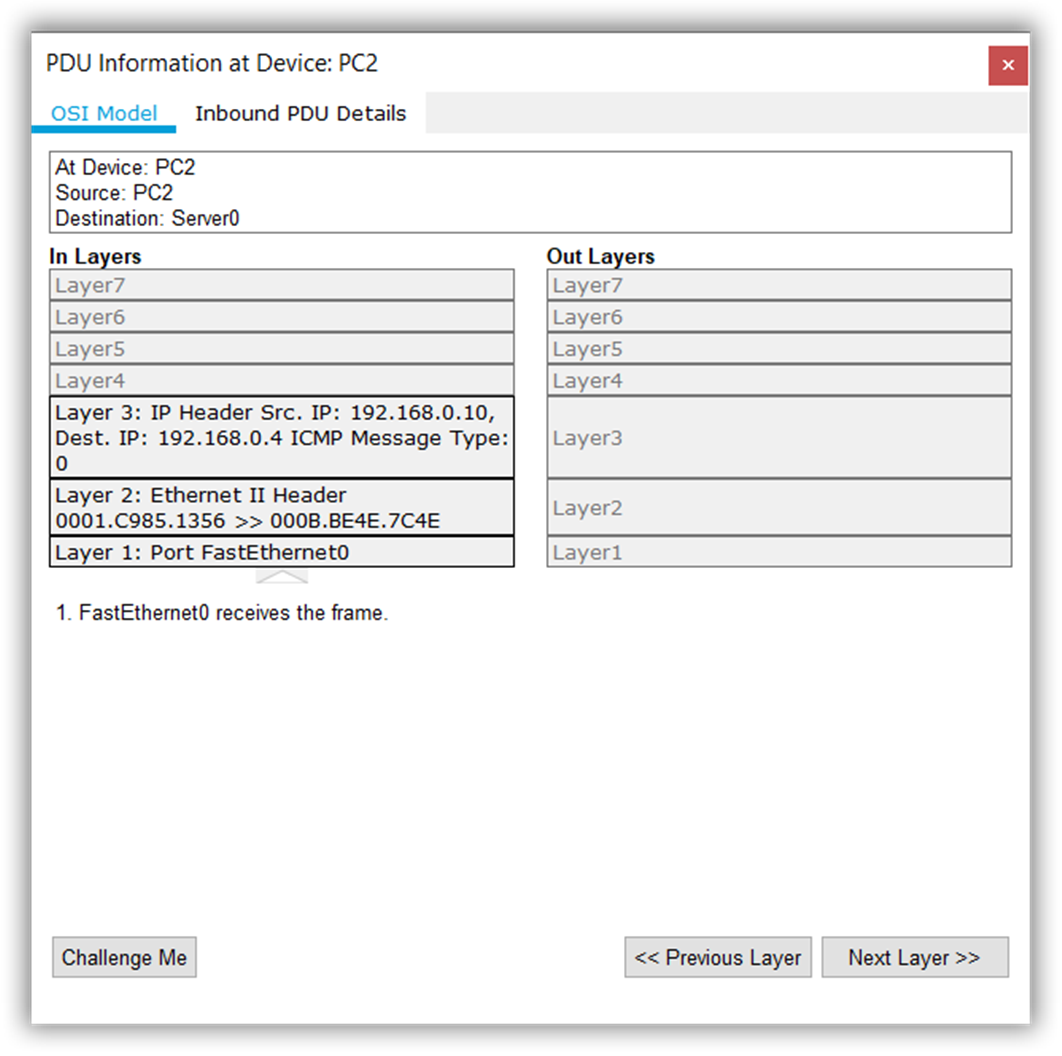 PDU Information at Device: PC2
×
OSI Model
Inbound PDU Details
At Device: PC2
Source: PC2
Destination: Server0
In Layers
Layer7
Layer6
Layer5
Layer4
Layer 3: IP Header Src. IP: 192.168.0.10,
Dest. IP: 192.168.0.4 ICMP Message Type:
0
Layer 2: Ethernet II Header
0001.C985.1356 >> 000B.BE4E.7C4E
Layer 1: Port FastEthernet0
Out Layers
Layer7
Layer6
Layer5
Layer4
Layer3
Layer2
Layer1
1. FastEthernet0 receives the frame.
Challenge Me
<< Previous Layer
Next Layer >>